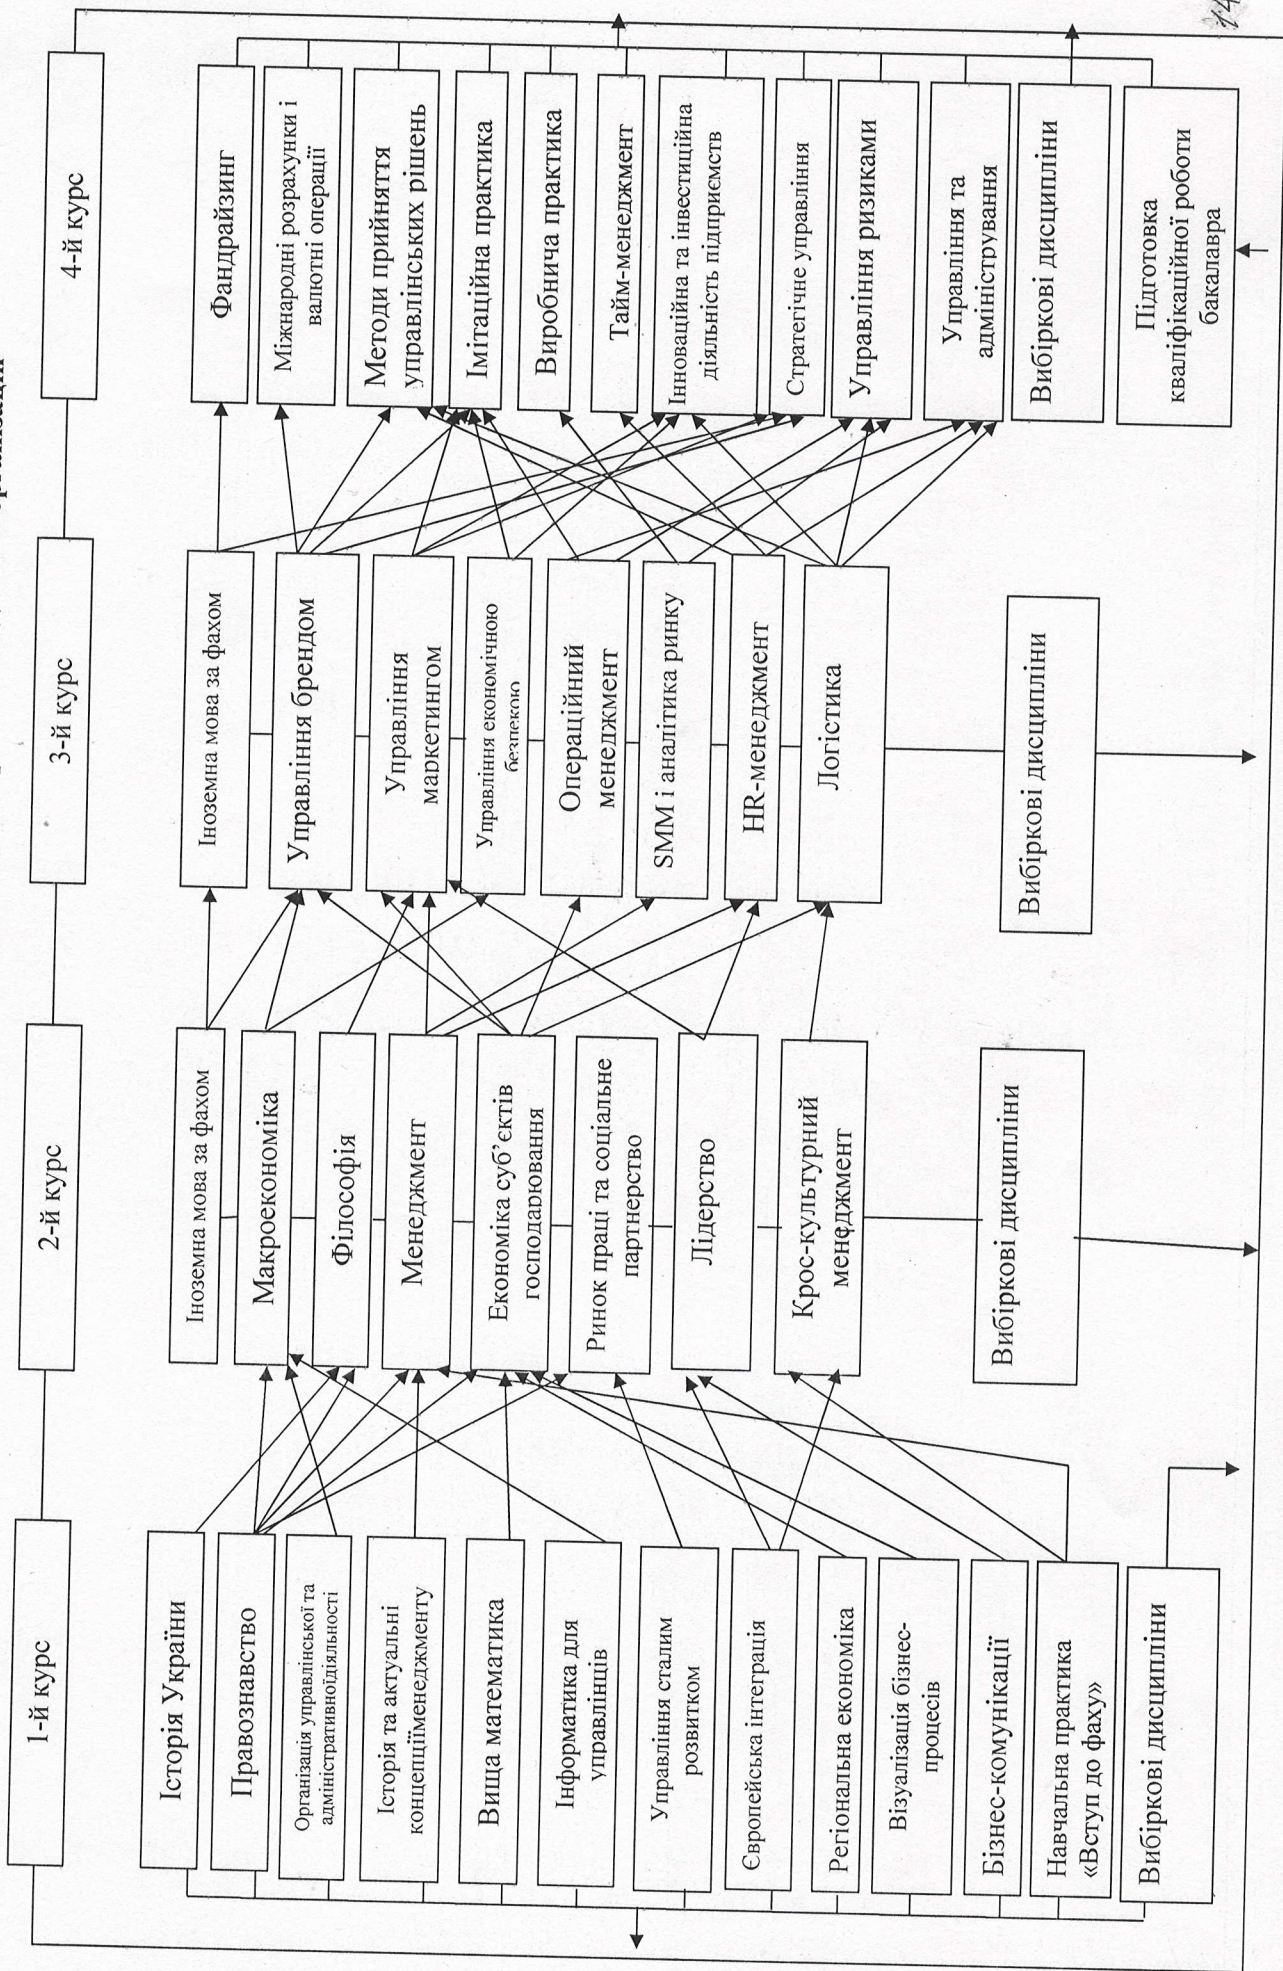 організацій
14
1-й курс
2-й курс
3-й курс
4-й курс
Історія України
Правознавство
Організація управлінської та
адміністративноїдіяльності
Історія та актуальні
концепціїменеджменту
Вища математика
Інформатика для
управлінців
Управління сталим
розвитком
Європейська інтеграція
Регіональна економіка
Візуалізація бізнес-
процесів
Бізнес-комунікації
Навчальна практика
«Вступ до фаху»
Вибіркові дисципліни
Іноземна мова за фахом
Макроекономіка
Філософія
Менеджмент
Економіка суб’єктів
господарювання
Ринок праці та соціальне
партнерство
Лідерство
Крос-культурний
менеджмент
Вибіркові дисципліни
Іноземна мова за фахом
Управління брендом
Управління
маркетингом
Управління економічною
безпекою
Операційний
менеджмент
SMM і аналітика ринку
HR-менеджмент
Логістика
Вибіркові дисципліни
Фандрайзинг
Міжнародні розрахунки і
валютні операції
Методи прийняття
управлінських рішень
Імітаційна практика
Виробнича практика
Тайм-менеджмент
Інноваційна та інвестиційна
діяльність підприємств
Стратегічне управління
Управління ризиками
Управління та
адміністрування
Вибіркові дисципліни
Підготовка
кваліфікаційної роботи
бакалавра